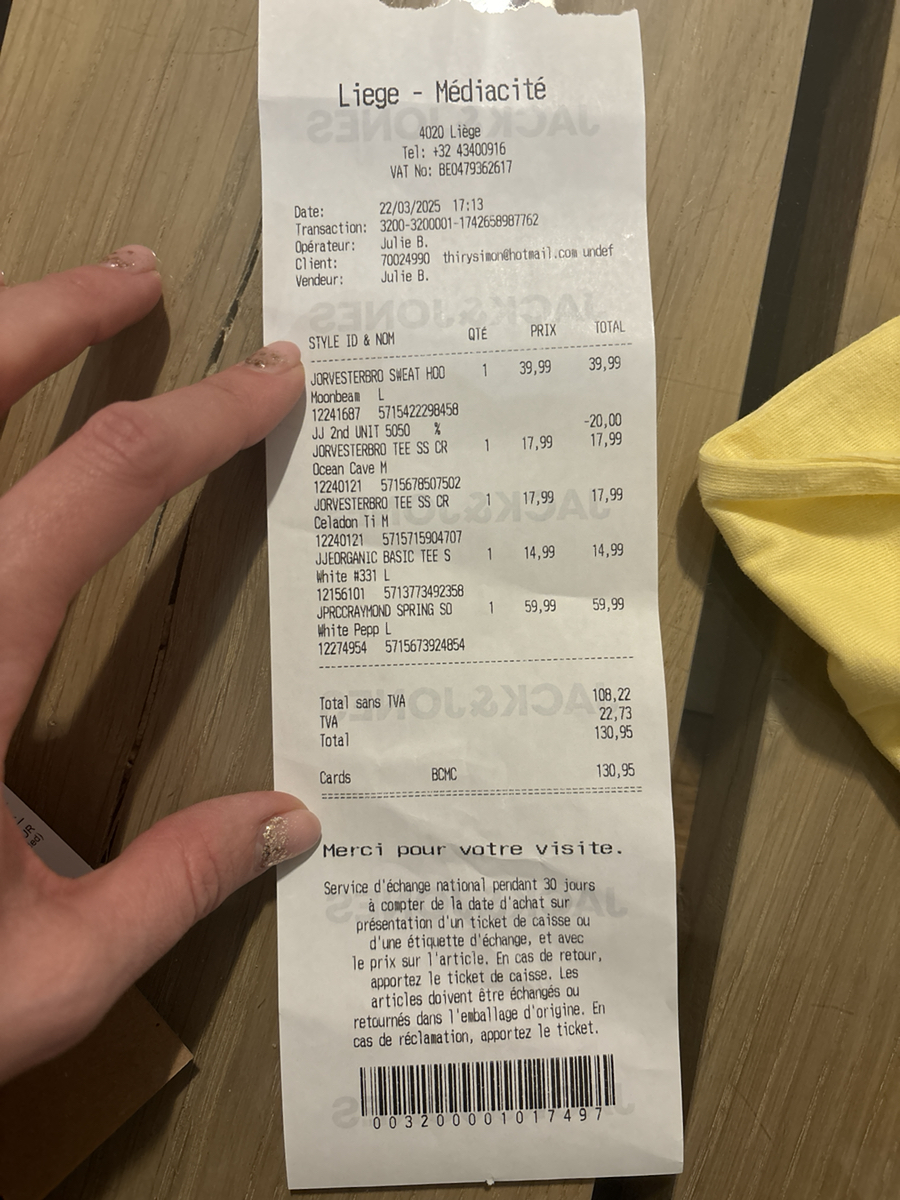 Liege - Médiacité
4020 Liège
Tel: +32 43400916
VAT No: BE0479362617
Date: 22/03/2025 17:13
Transaction: 3200-3200001-1742658987762
Opérateur: Julie B.
Client: 70024990 thirysimon@hotmail.com undef
Vendeur: Julie B.
STYLE ID & NOM QTÉ PRIX TOTAL
JORVESTERBRO SWEAT HOO 1 39,99 39,99
Moonbeam L
12241687 5715422298458
JJ 2nd UNIT 5050 % -20,00
JORVESTERBRO TEE SS CR 1 17,99 17,99
Ocean Cave M
12240121 5715678507502
JORVESTERBRO TEE SS CR 1 17,99 17,99
Celadon Ti M
12240121 5715715904707
JJEORGANIC BASIC TEE S 1 14,99 14,99
White #331 L
12156101 5713773492358
JPRCCRAYMOND SPRING SO 1 59,99 59,99
White Pepp L
12274954 5715673924854
Total sans TVA 108,22
TVA 22,73
Total 130,95
Cards BCMC 130,95
Merci pour votre visite.
Service d'échange national pendant 30 jours
à compter de la date d'achat sur
présentation d'un ticket de caisse ou
d'une étiquette d'échange, et avec
le prix sur l'article. En cas de retour,
apportez le ticket de caisse. Les
articles doivent être échangés ou
retournés dans l'emballage d'origine. En
cas de réclamation, apportez le ticket.
0032000001017497